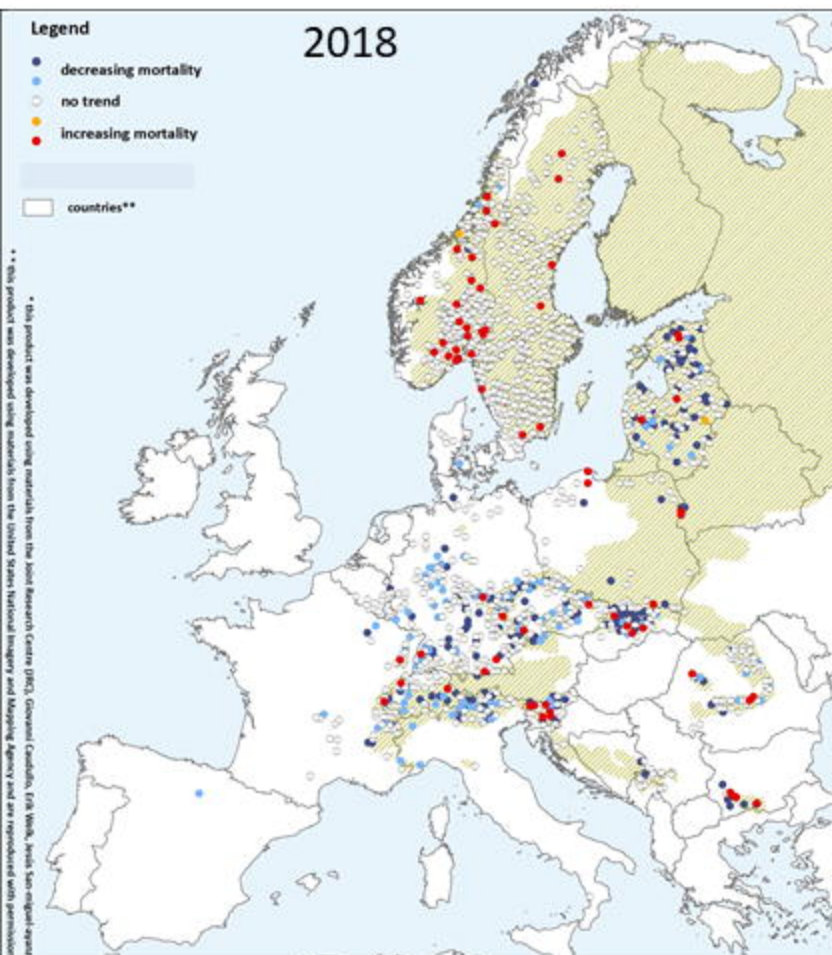 Legend
2018
decreasing mortality
no trend
increasing mortality
countries**
* this product was developed using materials from the Joint Research Centre (JRC), Giovanni Caudullo, Erik Welk, Jesús San-miguel-ayanz
** this product was developed using materials from the United States National Imagery and Mapping Agency and are reproduced with permission